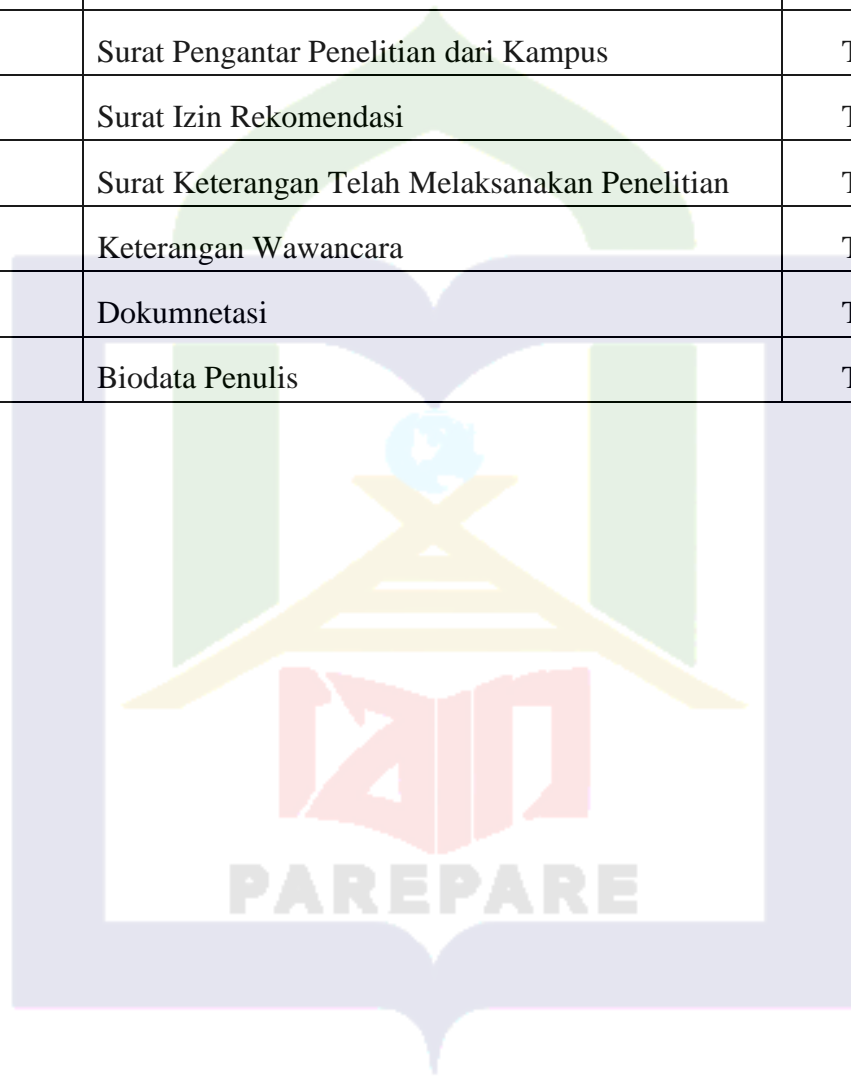 Surat Pengantar Penelitian dari Kampus T
Surat Izin Rekomendasi T
Surat Keterangan Telah Melaksanakan Penelitian T
Keterangan Wawancara T
Dokumnetasi T
Biodata Penulis T
iain
PAREPARE